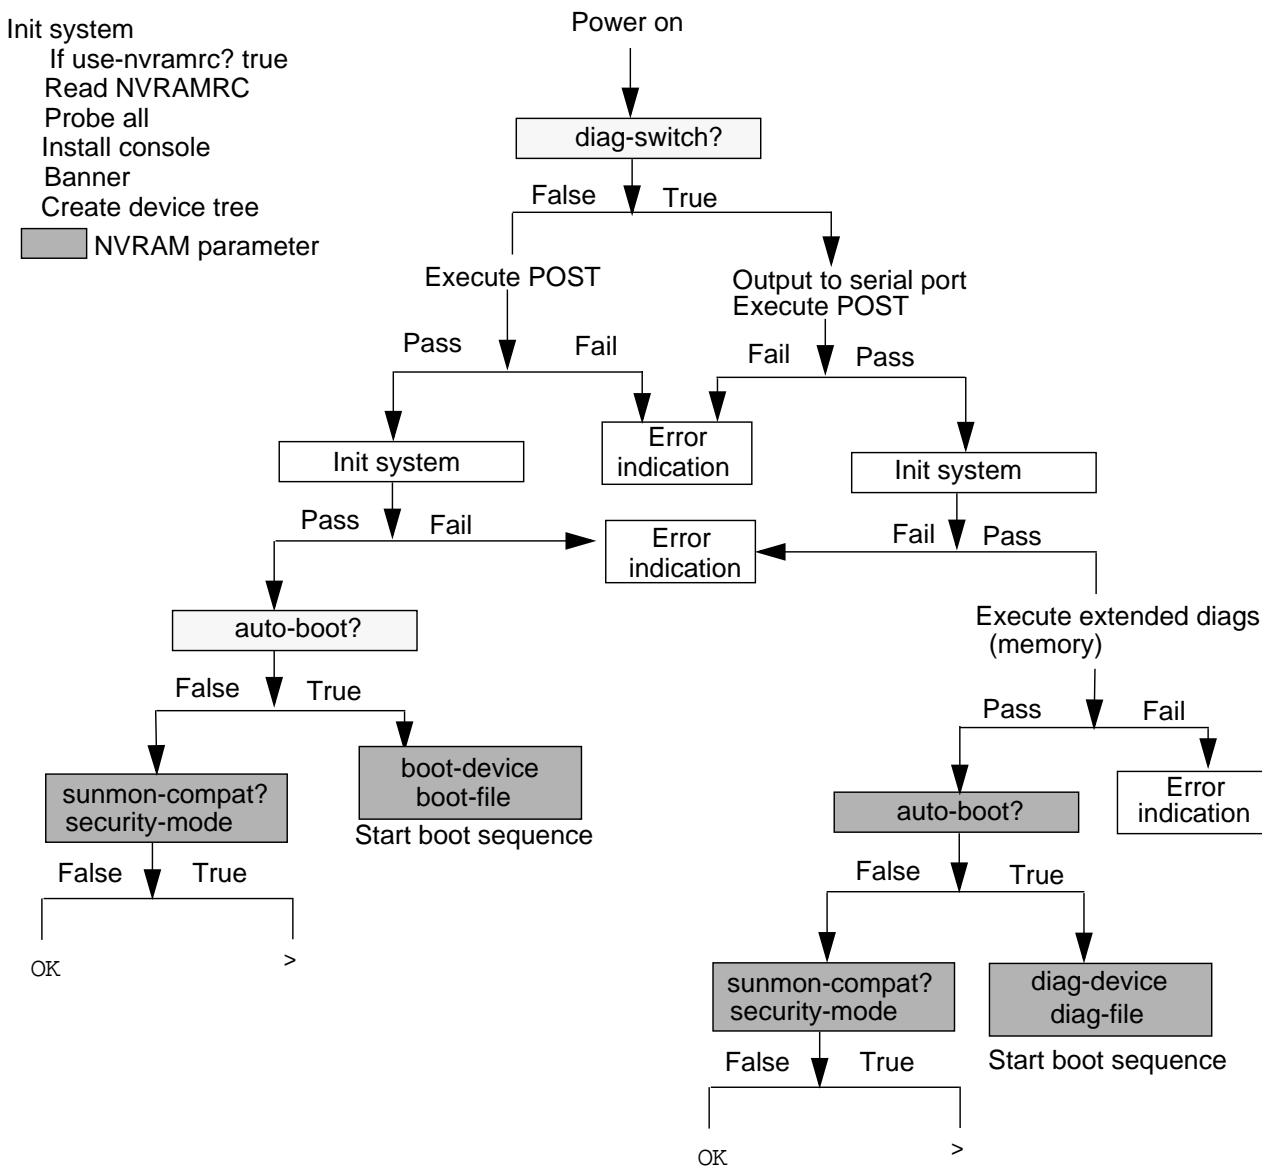 Init system
If use-nvramrc? true
Read NVRAMRC
Probe all
Install console
Banner
Create device tree
NVRAM parameter
Power on
diag-switch?
False True
Execute POST
Output to serial port
Execute POST
Pass Fail
Fail Pass
Error
indication
Init system
Init system
Pass Fail
Error
indication
Fail Pass
auto-boot?
Execute extended diags
(memory)
False True
Pass Fail
boot-device
boot-file
Start boot sequence
sunmon-compat?
security-mode
Error
indication
auto-boot?
False True
False True
OK >
sunmon-compat?
security-mode
diag-device
diag-file
Start boot sequence
False True
OK >